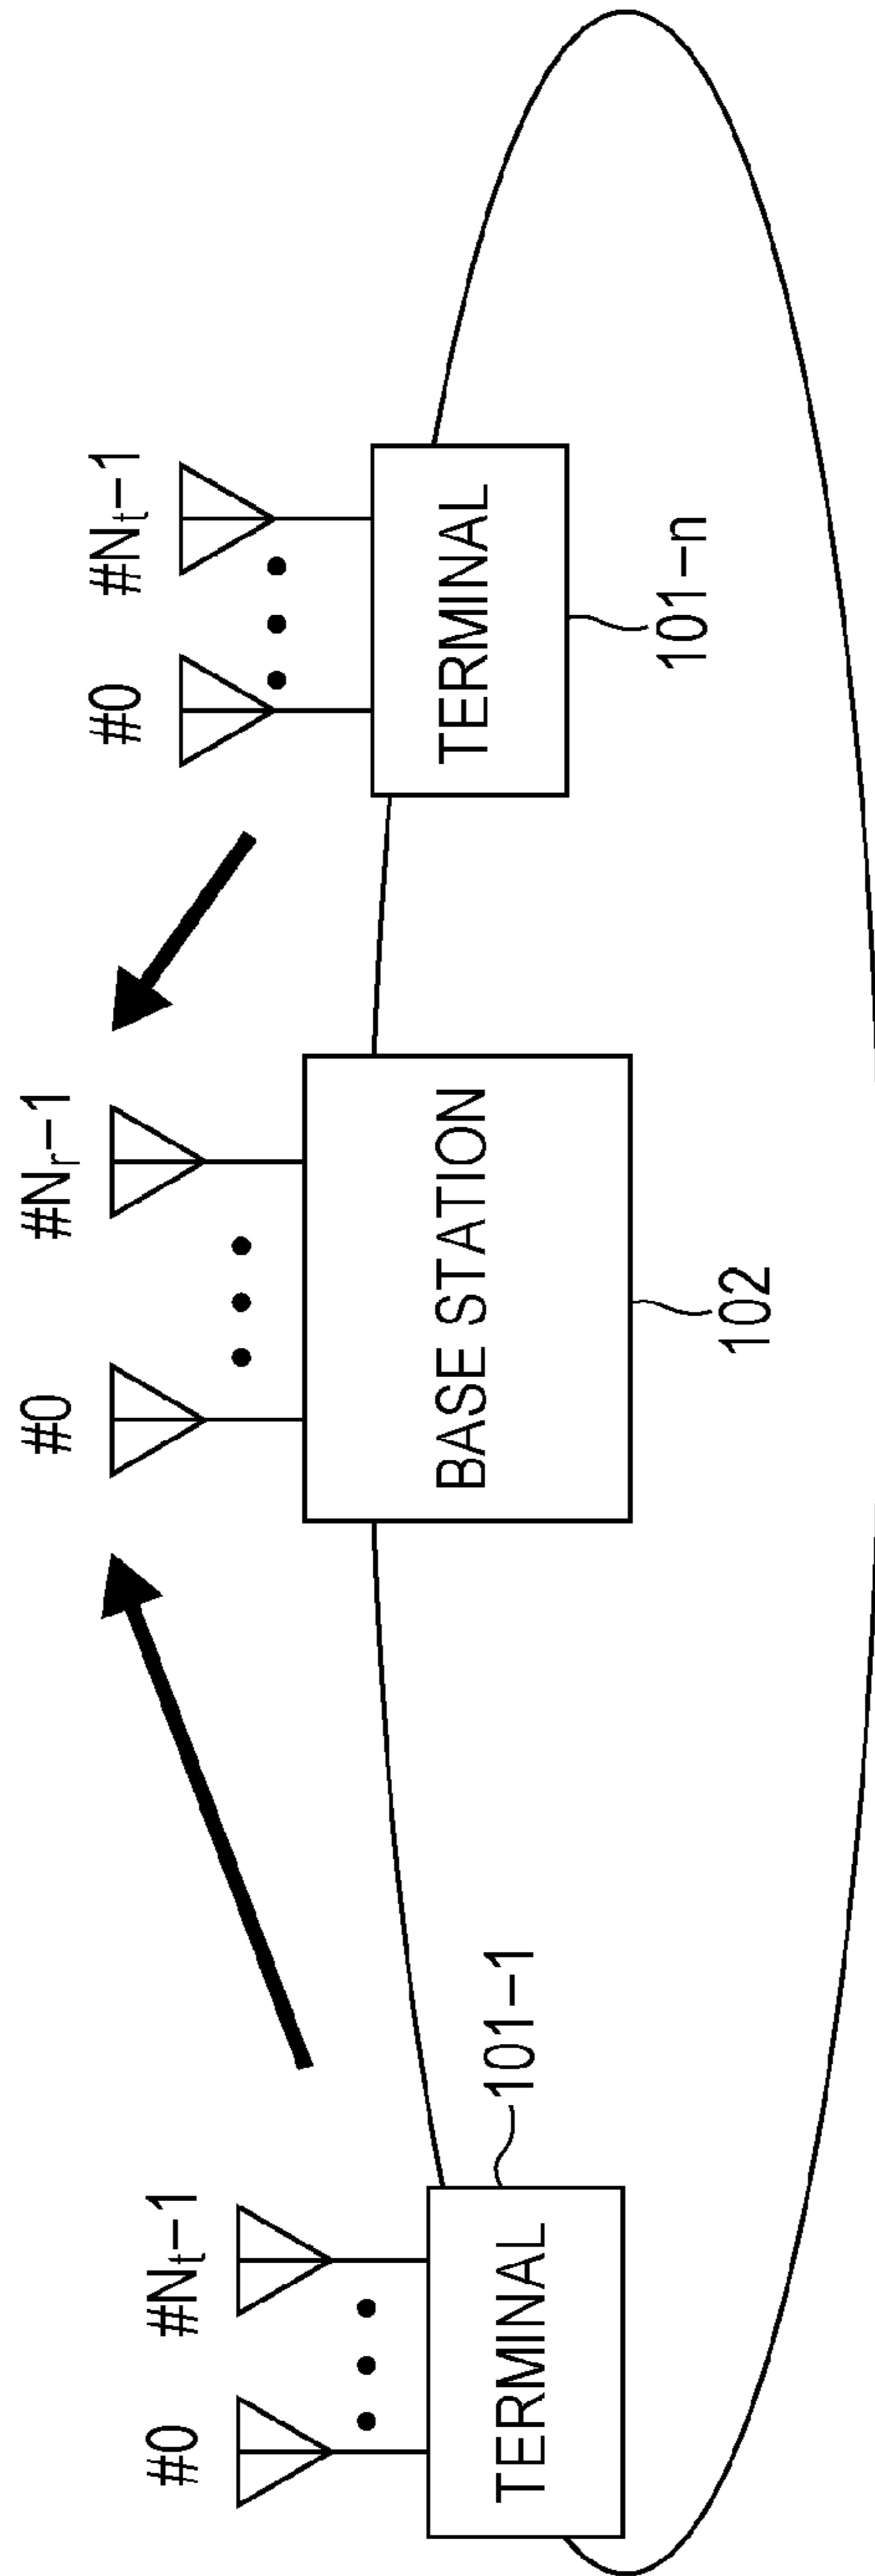 #0
#Nt−1
TERMINAL
101−1
#0
#Nr−1
BASE STATION
102
#0
#Nt−1
TERMINAL
101−n